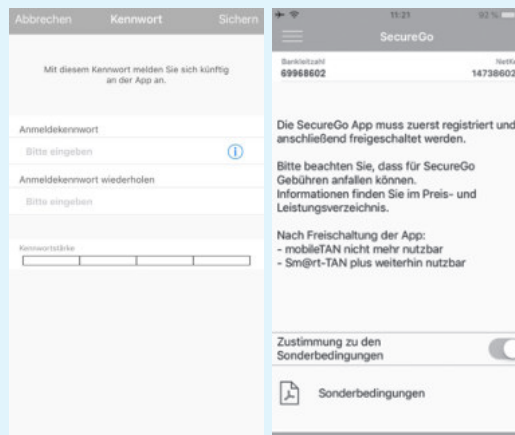 Abbrechen Kennwort Sichern
Mit diesem Kennwort melden Sie sich künftig
an der App an.
Anmeldekennwort
Bitte eingeben
Anmeldekennwort wiederholen
Bitte eingeben
Kennwortstärke
11:21 92 %
SecureGo
Bankleitzahl
69968602
14738602
Die SecureGo App muss zuerst registriert und
anschließend freigeschaltet werden.
Bitte beachten Sie, dass für SecureGo
Gebühren anfallen können.
Informationen finden Sie im Preis- und
Leistungsverzeichnis.
Nach Freischaltung der App:
- mobileTAN nicht mehr nutzbar
- Sm@rt-TAN plus weiterhin nutzbar
Zustimmung zu den
Sonderbedingungen
Sonderbedingungen